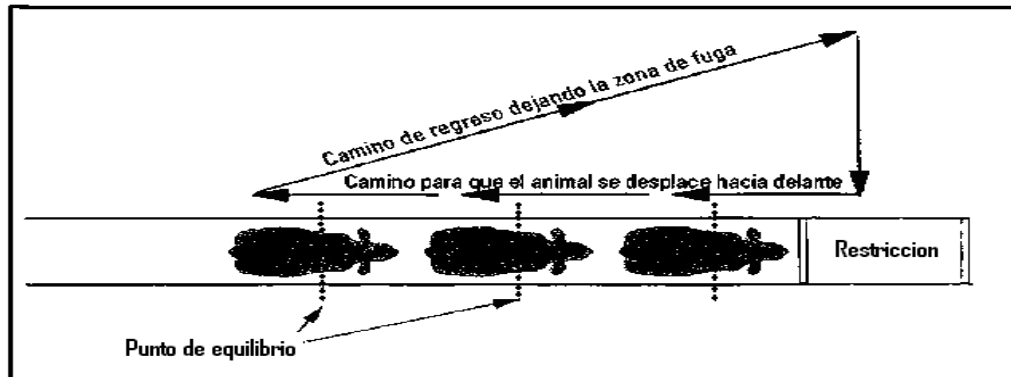 Camino de regreso dejando la zona de fuga
Camino para que el animal se desplace hacia delante
Restriccion
Punto de equilibrio